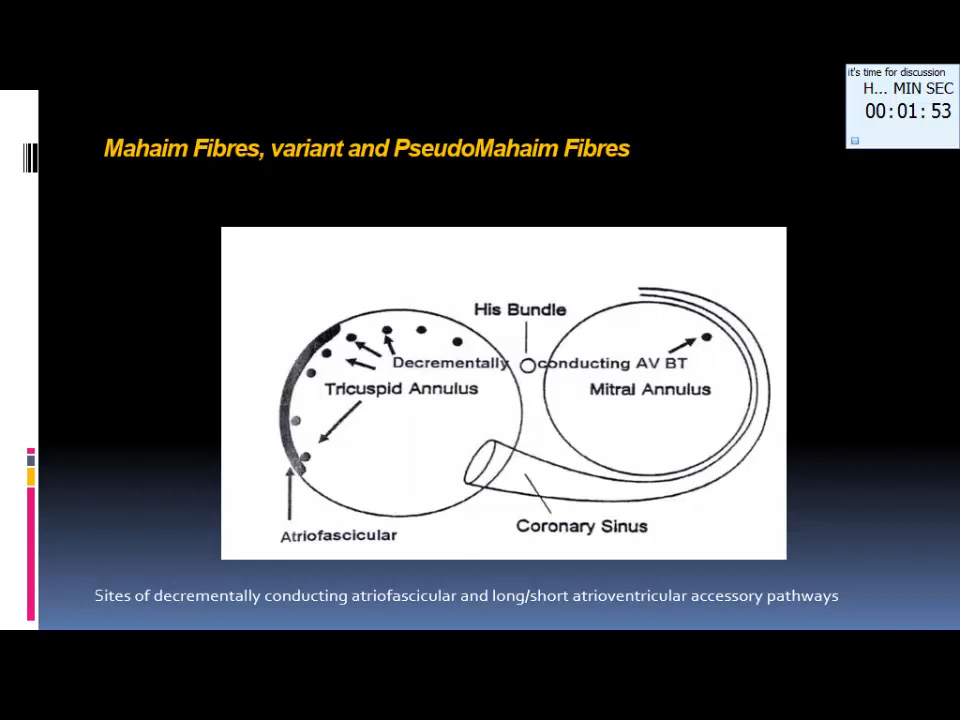 it's time for discussion
H... MIN SEC
00:01:53
Mahaim Fibres, variant and PseudoMahaim Fibres
His Bundle
Decrementally conducting AV BT
Tricuspid Annulus
Mitral Annulus
Coronary Sinus
Atriofascicular
Sites of decrementally conducting atriofascicular and long/short atrioventricular accessory pathways